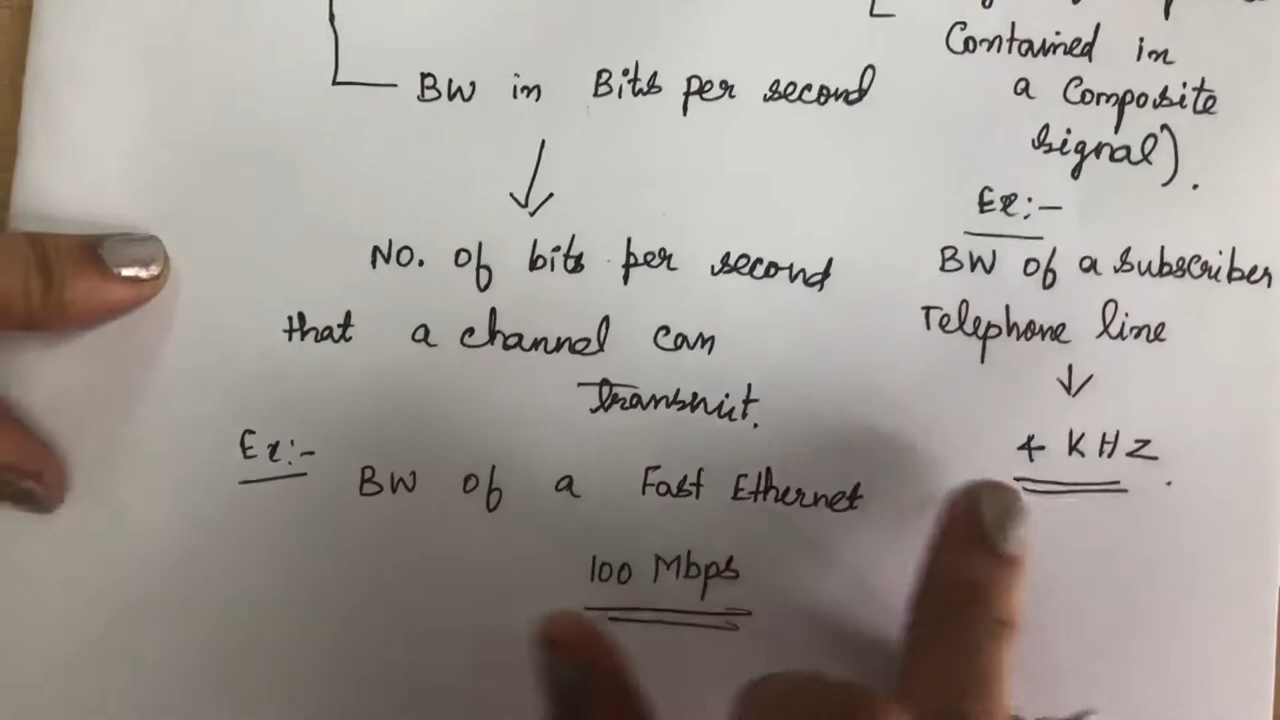 BW in Bits per second
No. of bits per second
that a channel can
transmit.
Ex:-
BW of a Fast Ethernet
100 Mbps
Contained in
a Composite
signal).
Ex:-
BW of a subscriber
Telephone line
4 KHZ.